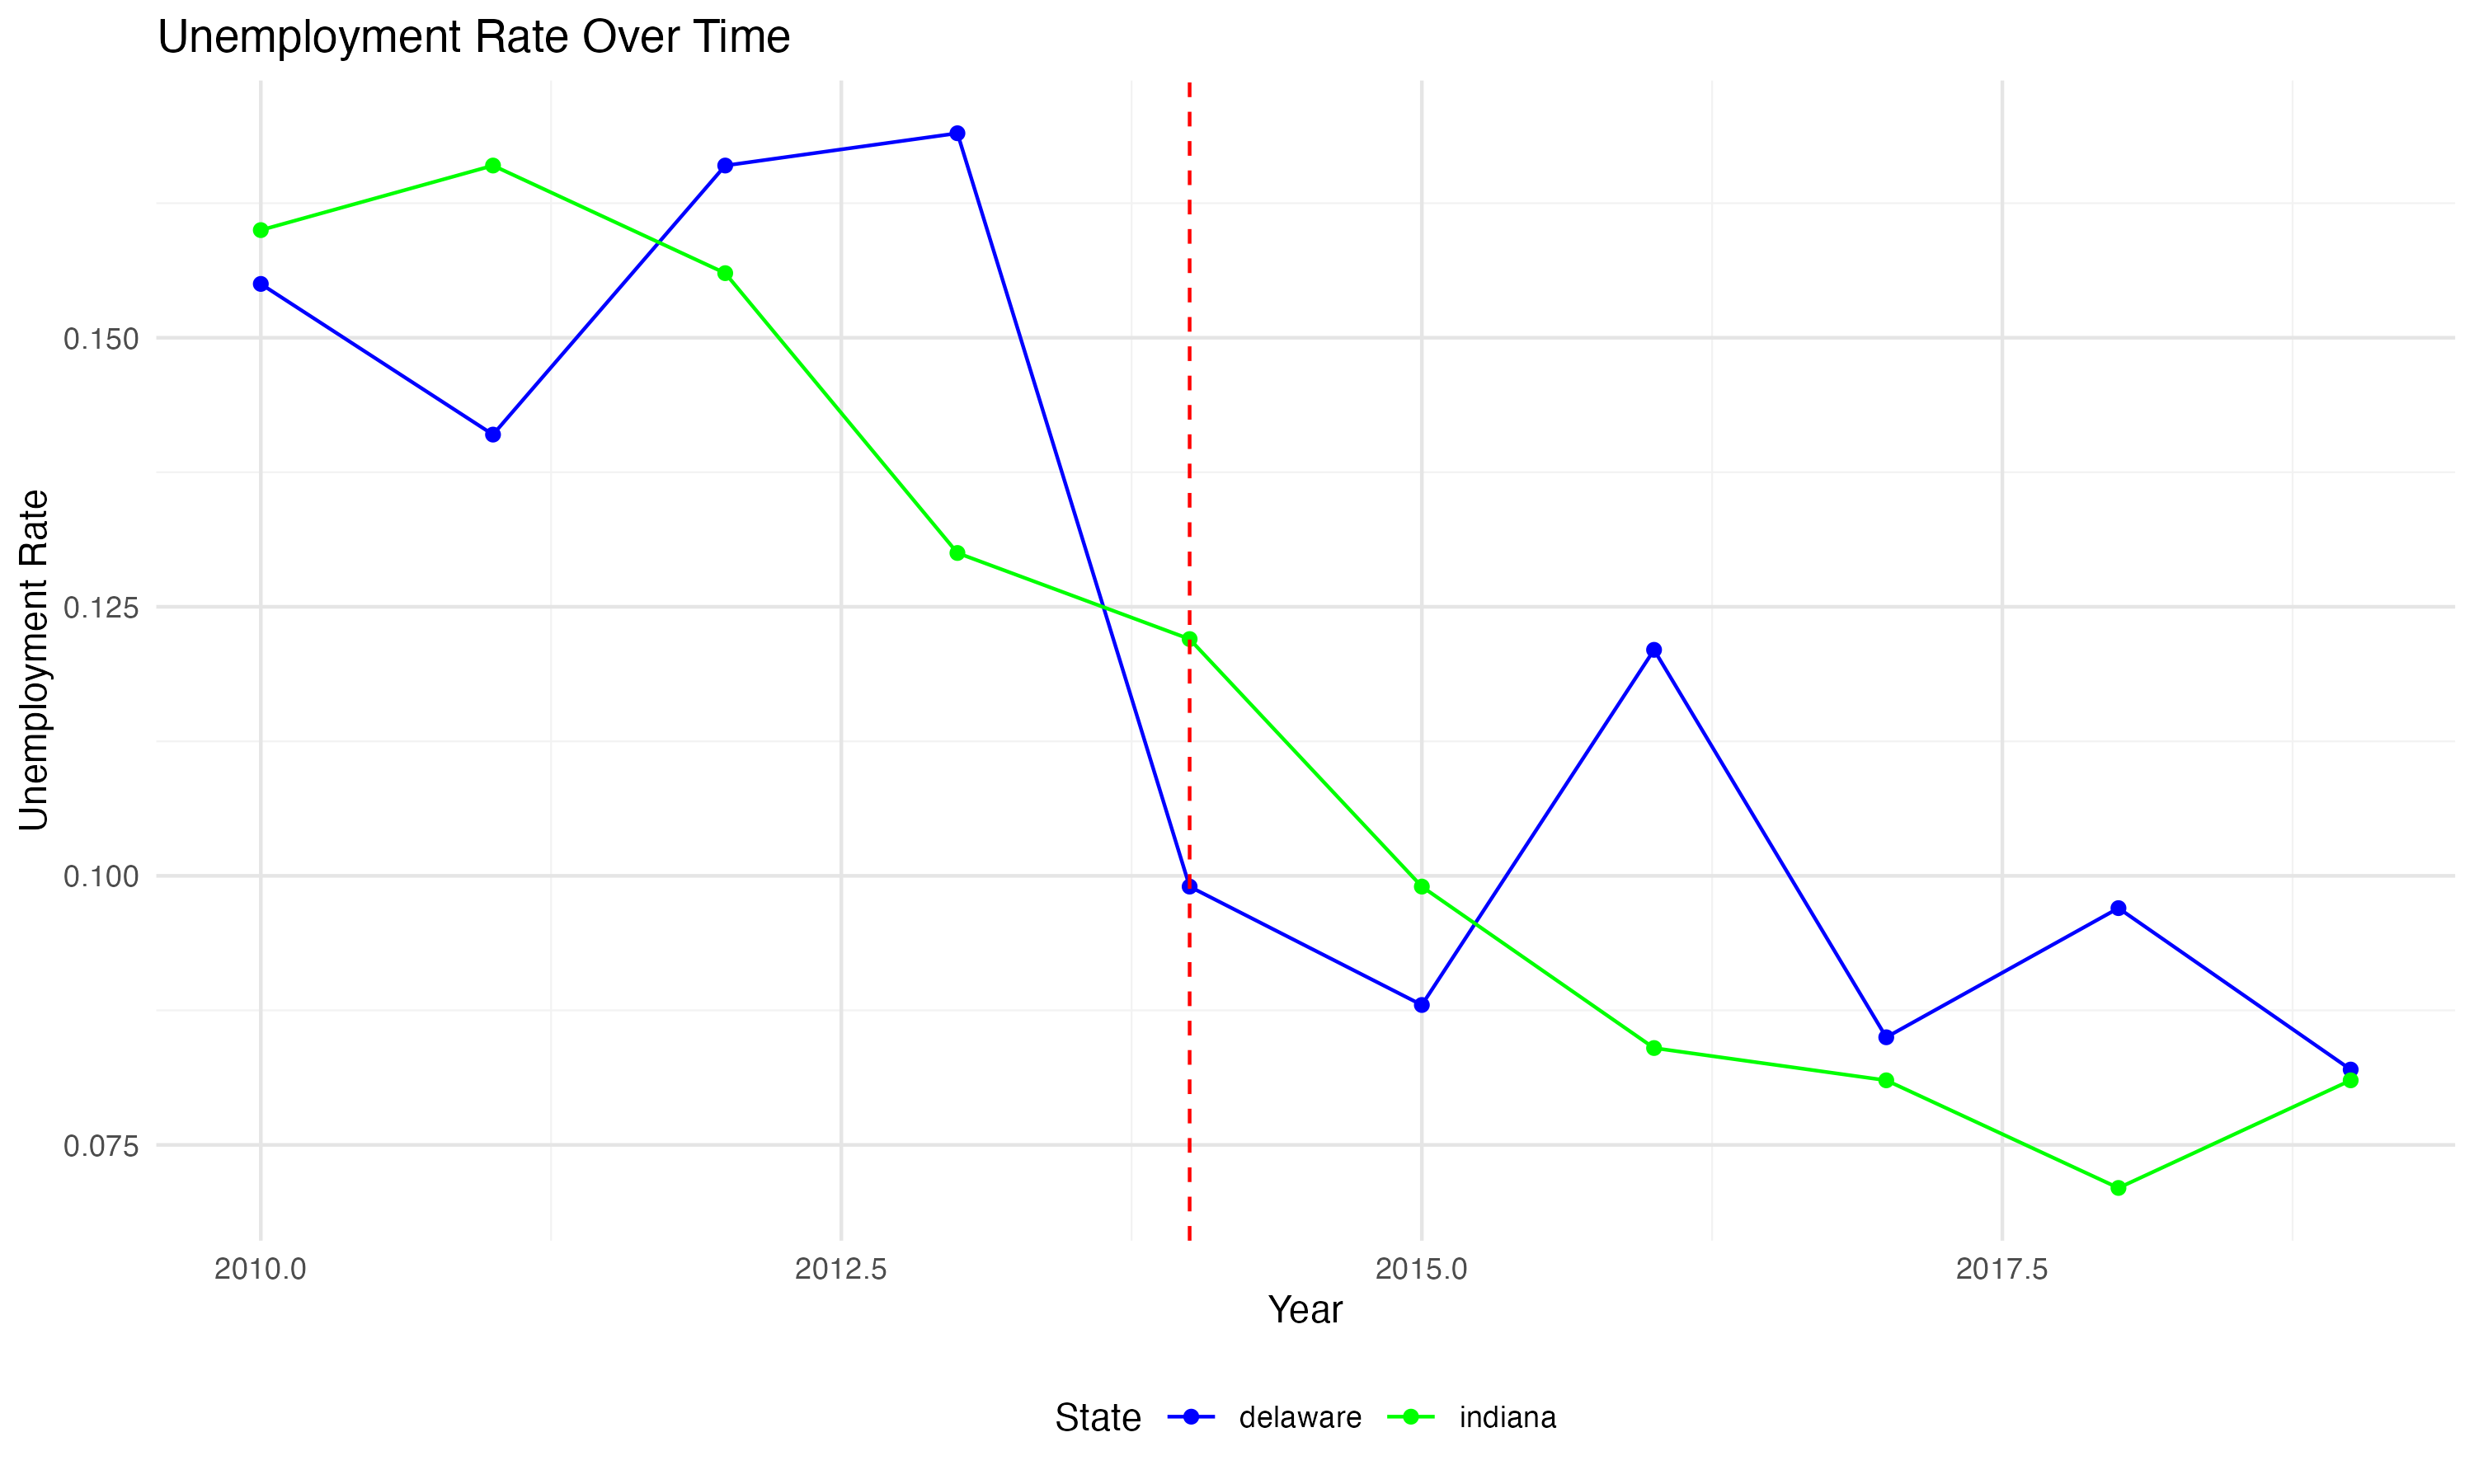 Unemployment Rate Over Time
Unemployment Rate
0.150
0.125
0.100
0.075
2010.0 2012.5 2015.0 2017.5
Year
State delaware indiana